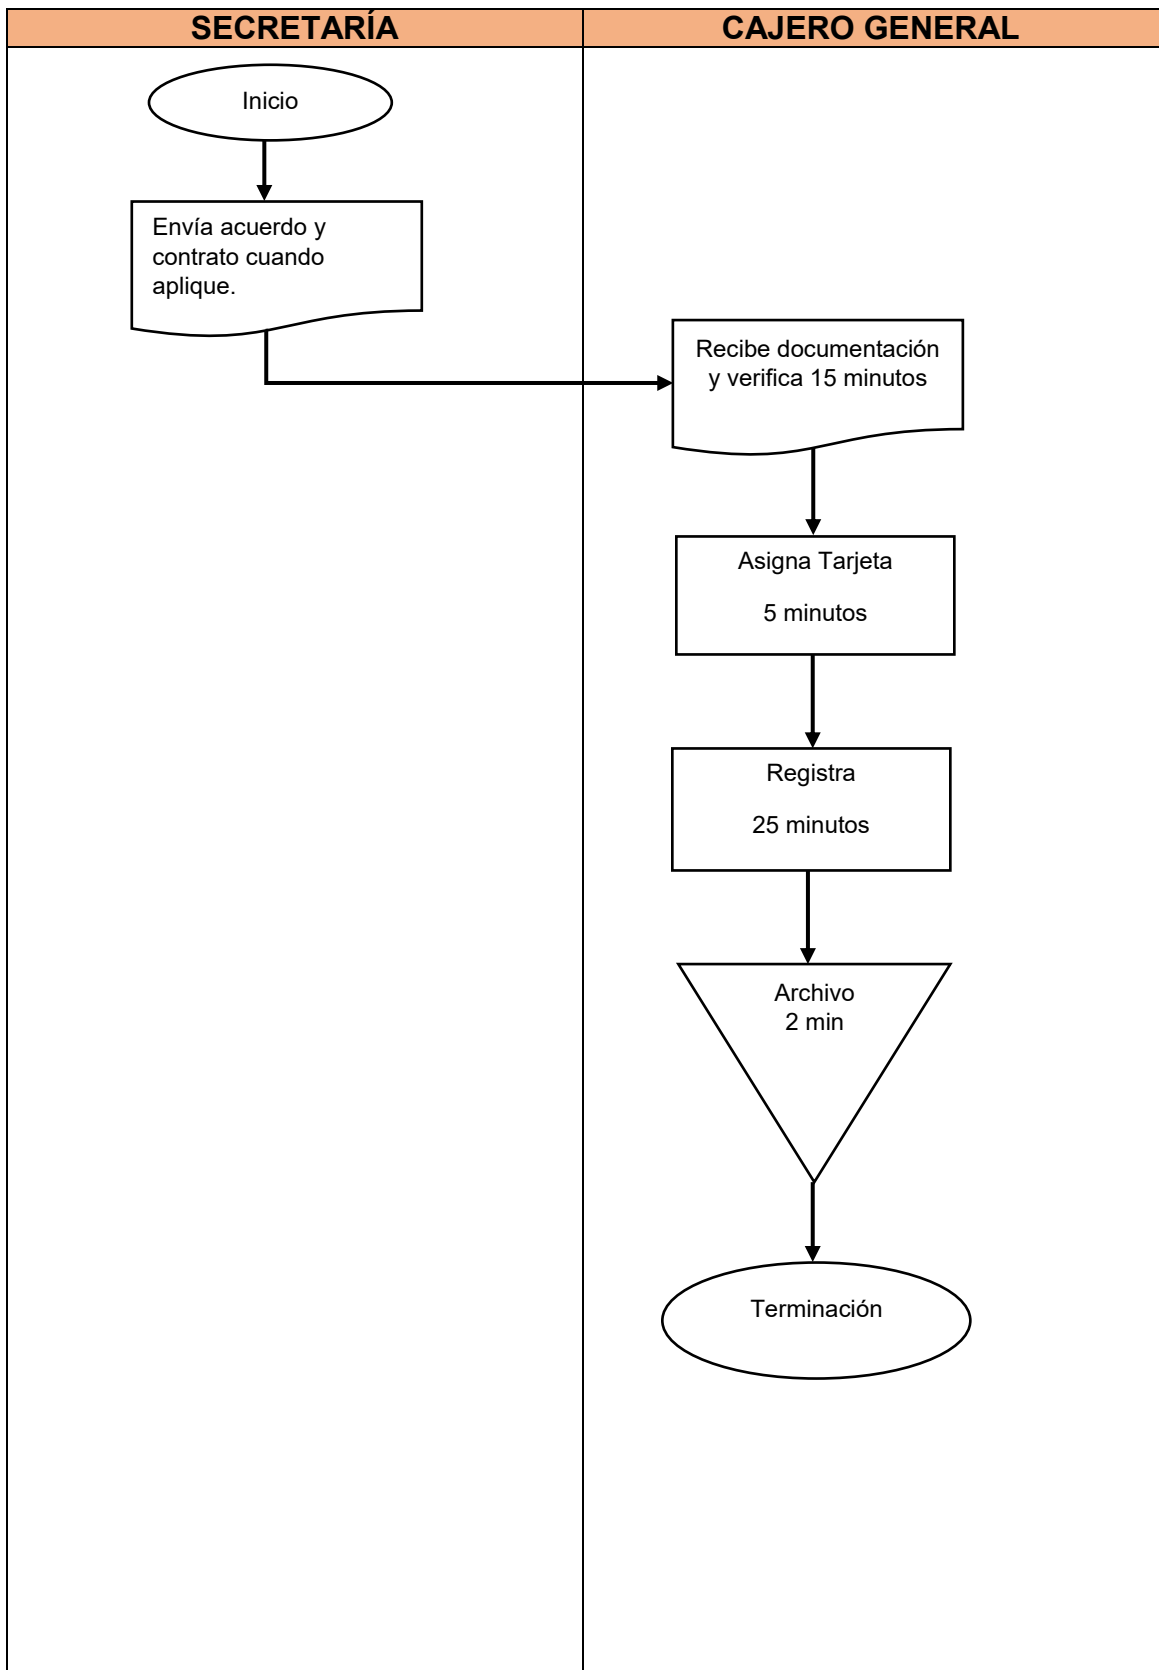 SECRETARÍA
CAJERO GENERAL
Inicio
Envía acuerdo y
contrato cuando
aplique.
Recibe documentación
y verifica 15 minutos
Asigna Tarjeta
5 minutos
Registra
25 minutos
Archivo
2 min
Terminación